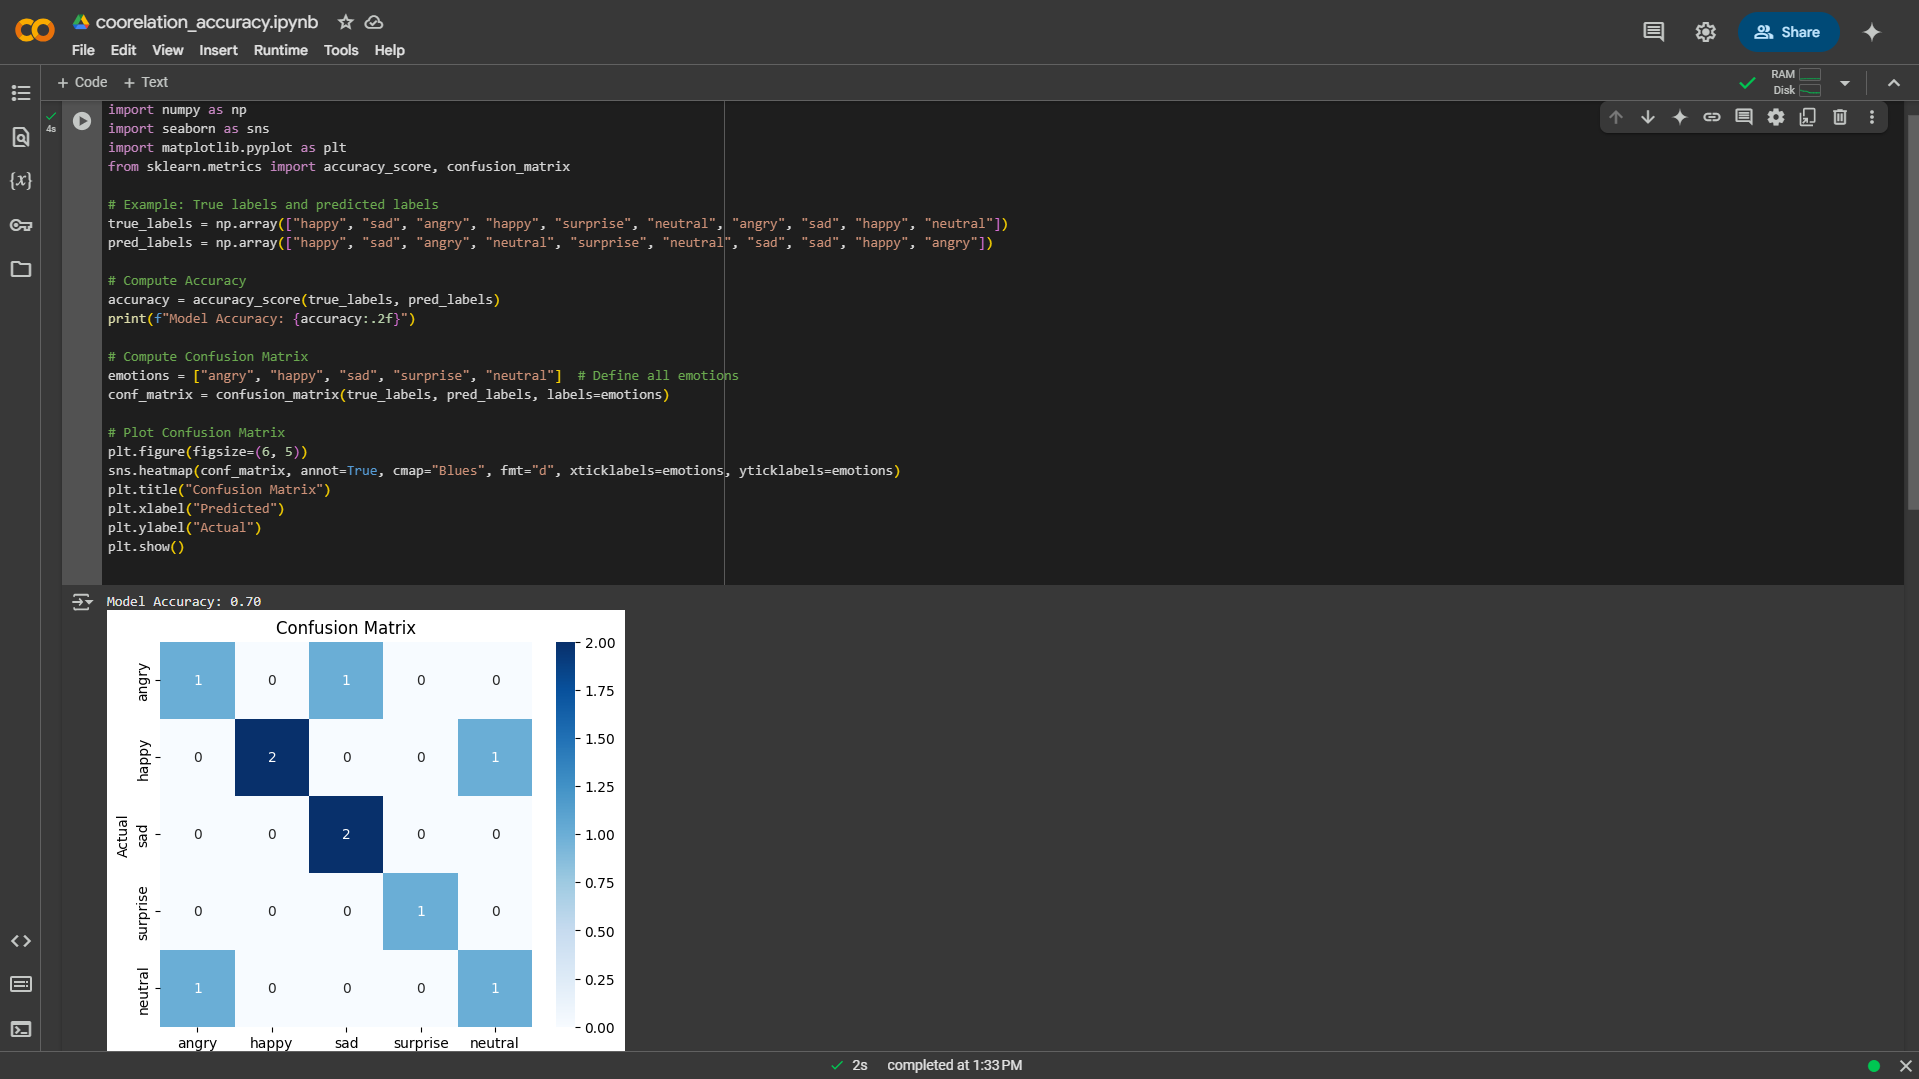 coorelation_accuracy.ipynb
File Edit View Insert Runtime Tools Help
Share
+ Code + Text
RAM
Disk
4s
import numpy as np
import seaborn as sns
import matplotlib.pyplot as plt
from sklearn.metrics import accuracy_score, confusion_matrix
# Example: True labels and predicted labels
true_labels = np.array(["happy", "sad", "angry", "happy", "surprise", "neutral", "angry", "sad", "happy", "neutral"])
pred_labels = np.array(["happy", "sad", "angry", "neutral", "surprise", "neutral", "sad", "sad", "happy", "angry"])
# Compute Accuracy
accuracy = accuracy_score(true_labels, pred_labels)
print(f"Model Accuracy: {accuracy:.2f}")
# Compute Confusion Matrix
emotions = ["angry", "happy", "sad", "surprise", "neutral"]  # Define all emotions
conf_matrix = confusion_matrix(true_labels, pred_labels, labels=emotions)
# Plot Confusion Matrix
plt.figure(figsize=(6, 5))
sns.heatmap(conf_matrix, annot=True, cmap="Blues", fmt="d", xticklabels=emotions, yticklabels=emotions)
plt.title("Confusion Matrix")
plt.xlabel("Predicted")
plt.ylabel("Actual")
plt.show()
Model Accuracy: 0.70
Confusion Matrix
Actual
angry 1 0 1 0 0
happy 0 2 0 0 1
sad 0 0 2 0 0
surprise 0 0 0 1 0
neutral 1 0 0 0 1
angry happy sad surprise neutral
2.00
1.75
1.50
1.25
1.00
0.75
0.50
0.25
0.00
2s completed at 1:33 PM